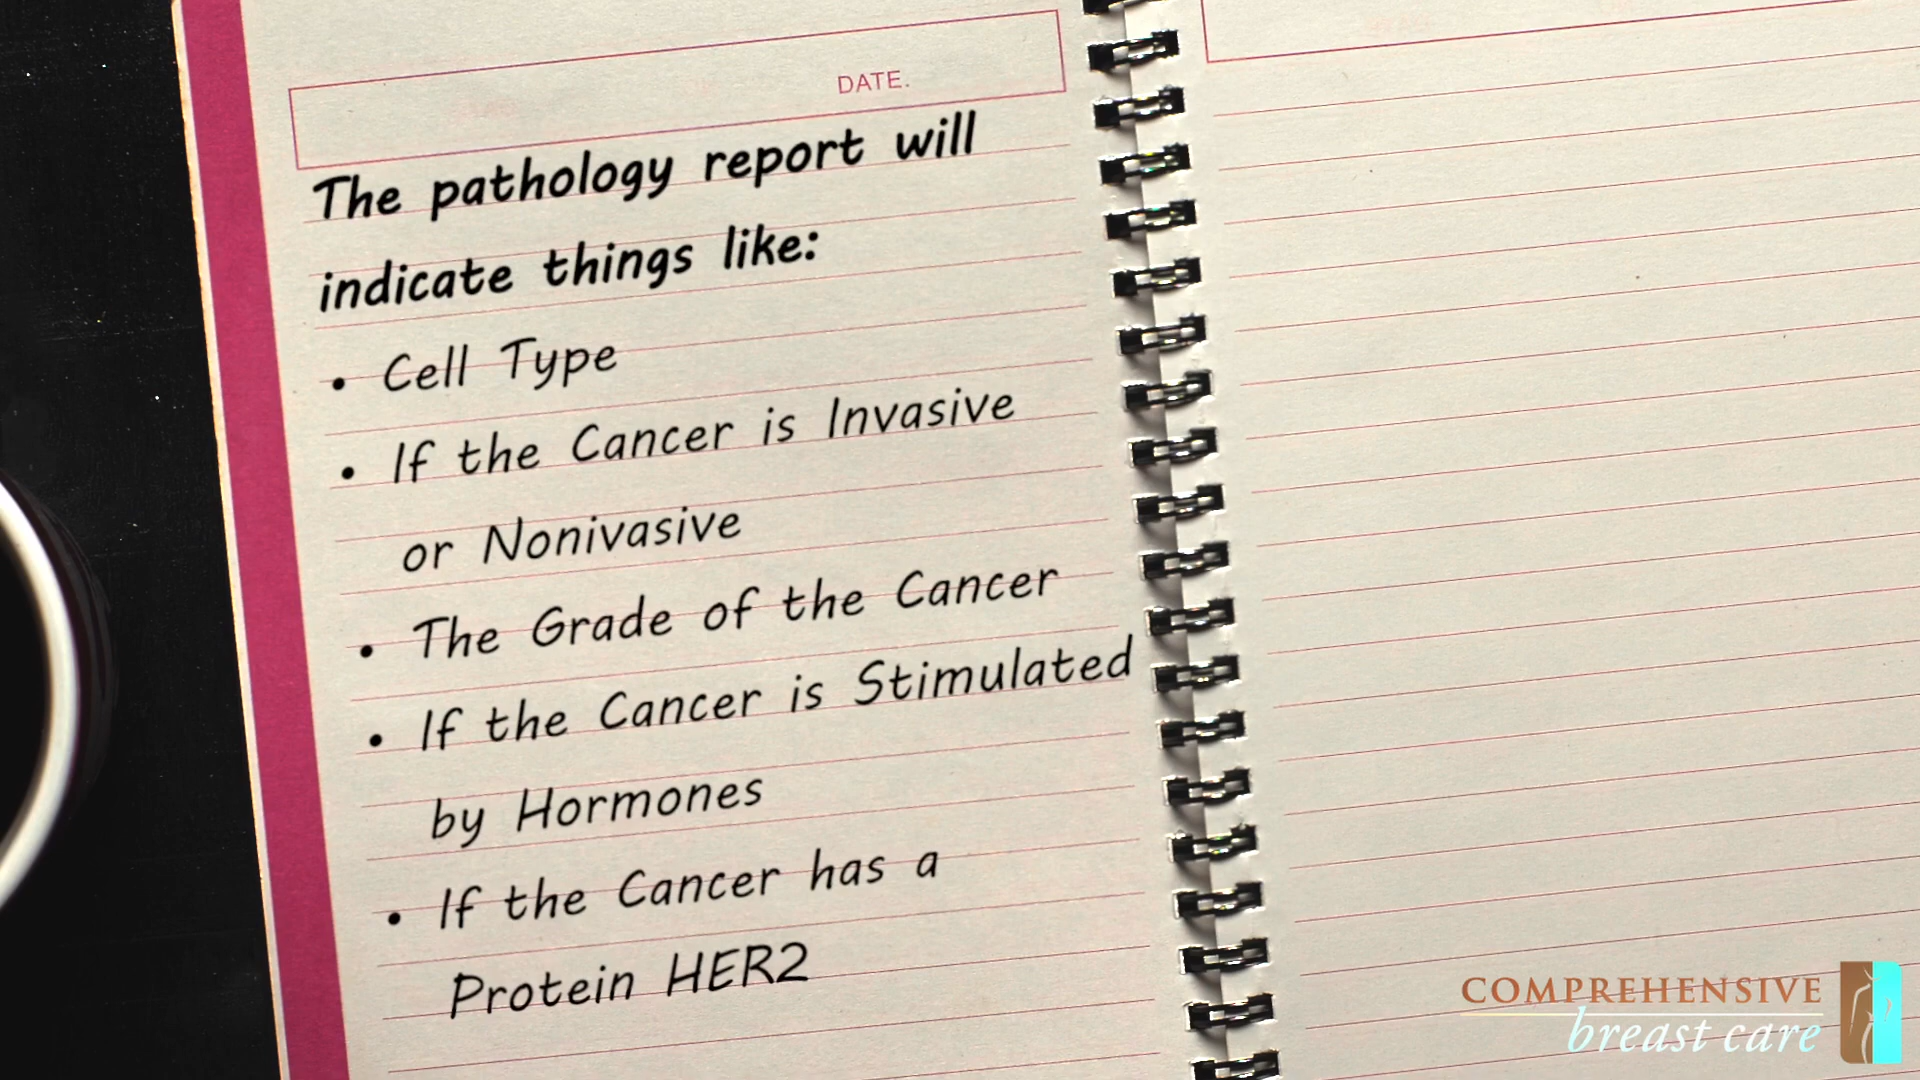 DATE.
The pathology report will
indicate things like:
• Cell Type
• If the Cancer is Invasive
or Nonivasive
• The Grade of the Cancer
• If the Cancer is Stimulated
by Hormones
• If the Cancer has a
Protein HER2
COMPREHENSIVE
breast care